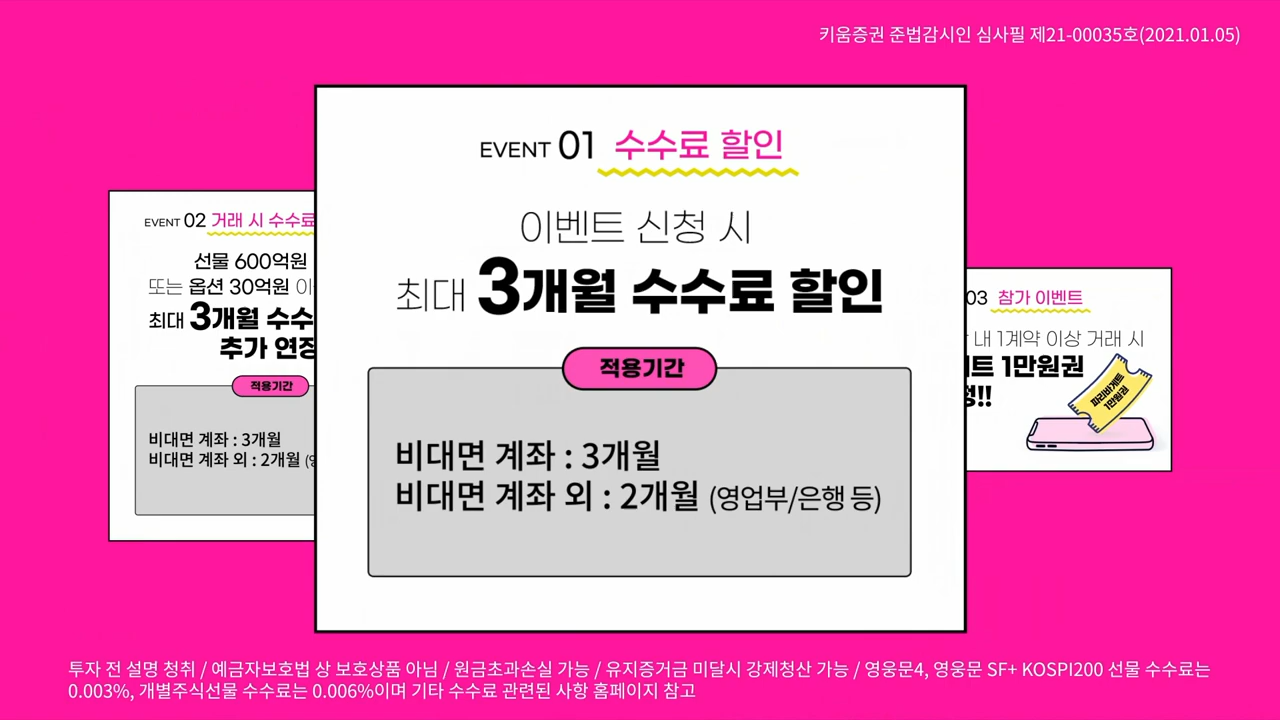 키움증권 준법감시인 심사필 제21-00035호(2021.01.05)
EVENT 01 수수료 할인
이벤트 신청 시
최대 3개월 수수료 할인
적용기간
비대면 계좌 : 3개월
비대면 계좌 외 : 2개월 (영업부/은행 등)
EVENT 02 거래 시 수수료
선물 600억원
또는 옵션 30억원
최대 3개월 수수
추가 연장
적용기간
비대면 계좌 : 3개월
비대면 계좌 외 : 2개월
03 참가 이벤트
내 1계약 이상 거래 시
1만원권
파리바게뜨
1만원권
투자 전 설명 청취 / 예금자보호법 상 보호상품 아님 / 원금초과손실 가능 / 유지증거금 미달시 강제청산 가능 / 영웅문4, 영웅문 SF+ KOSPI200 선물 수수료는
0.003%, 개별주식선물 수수료는 0.006%이며 기타 수수료 관련된 사항 홈페이지 참고